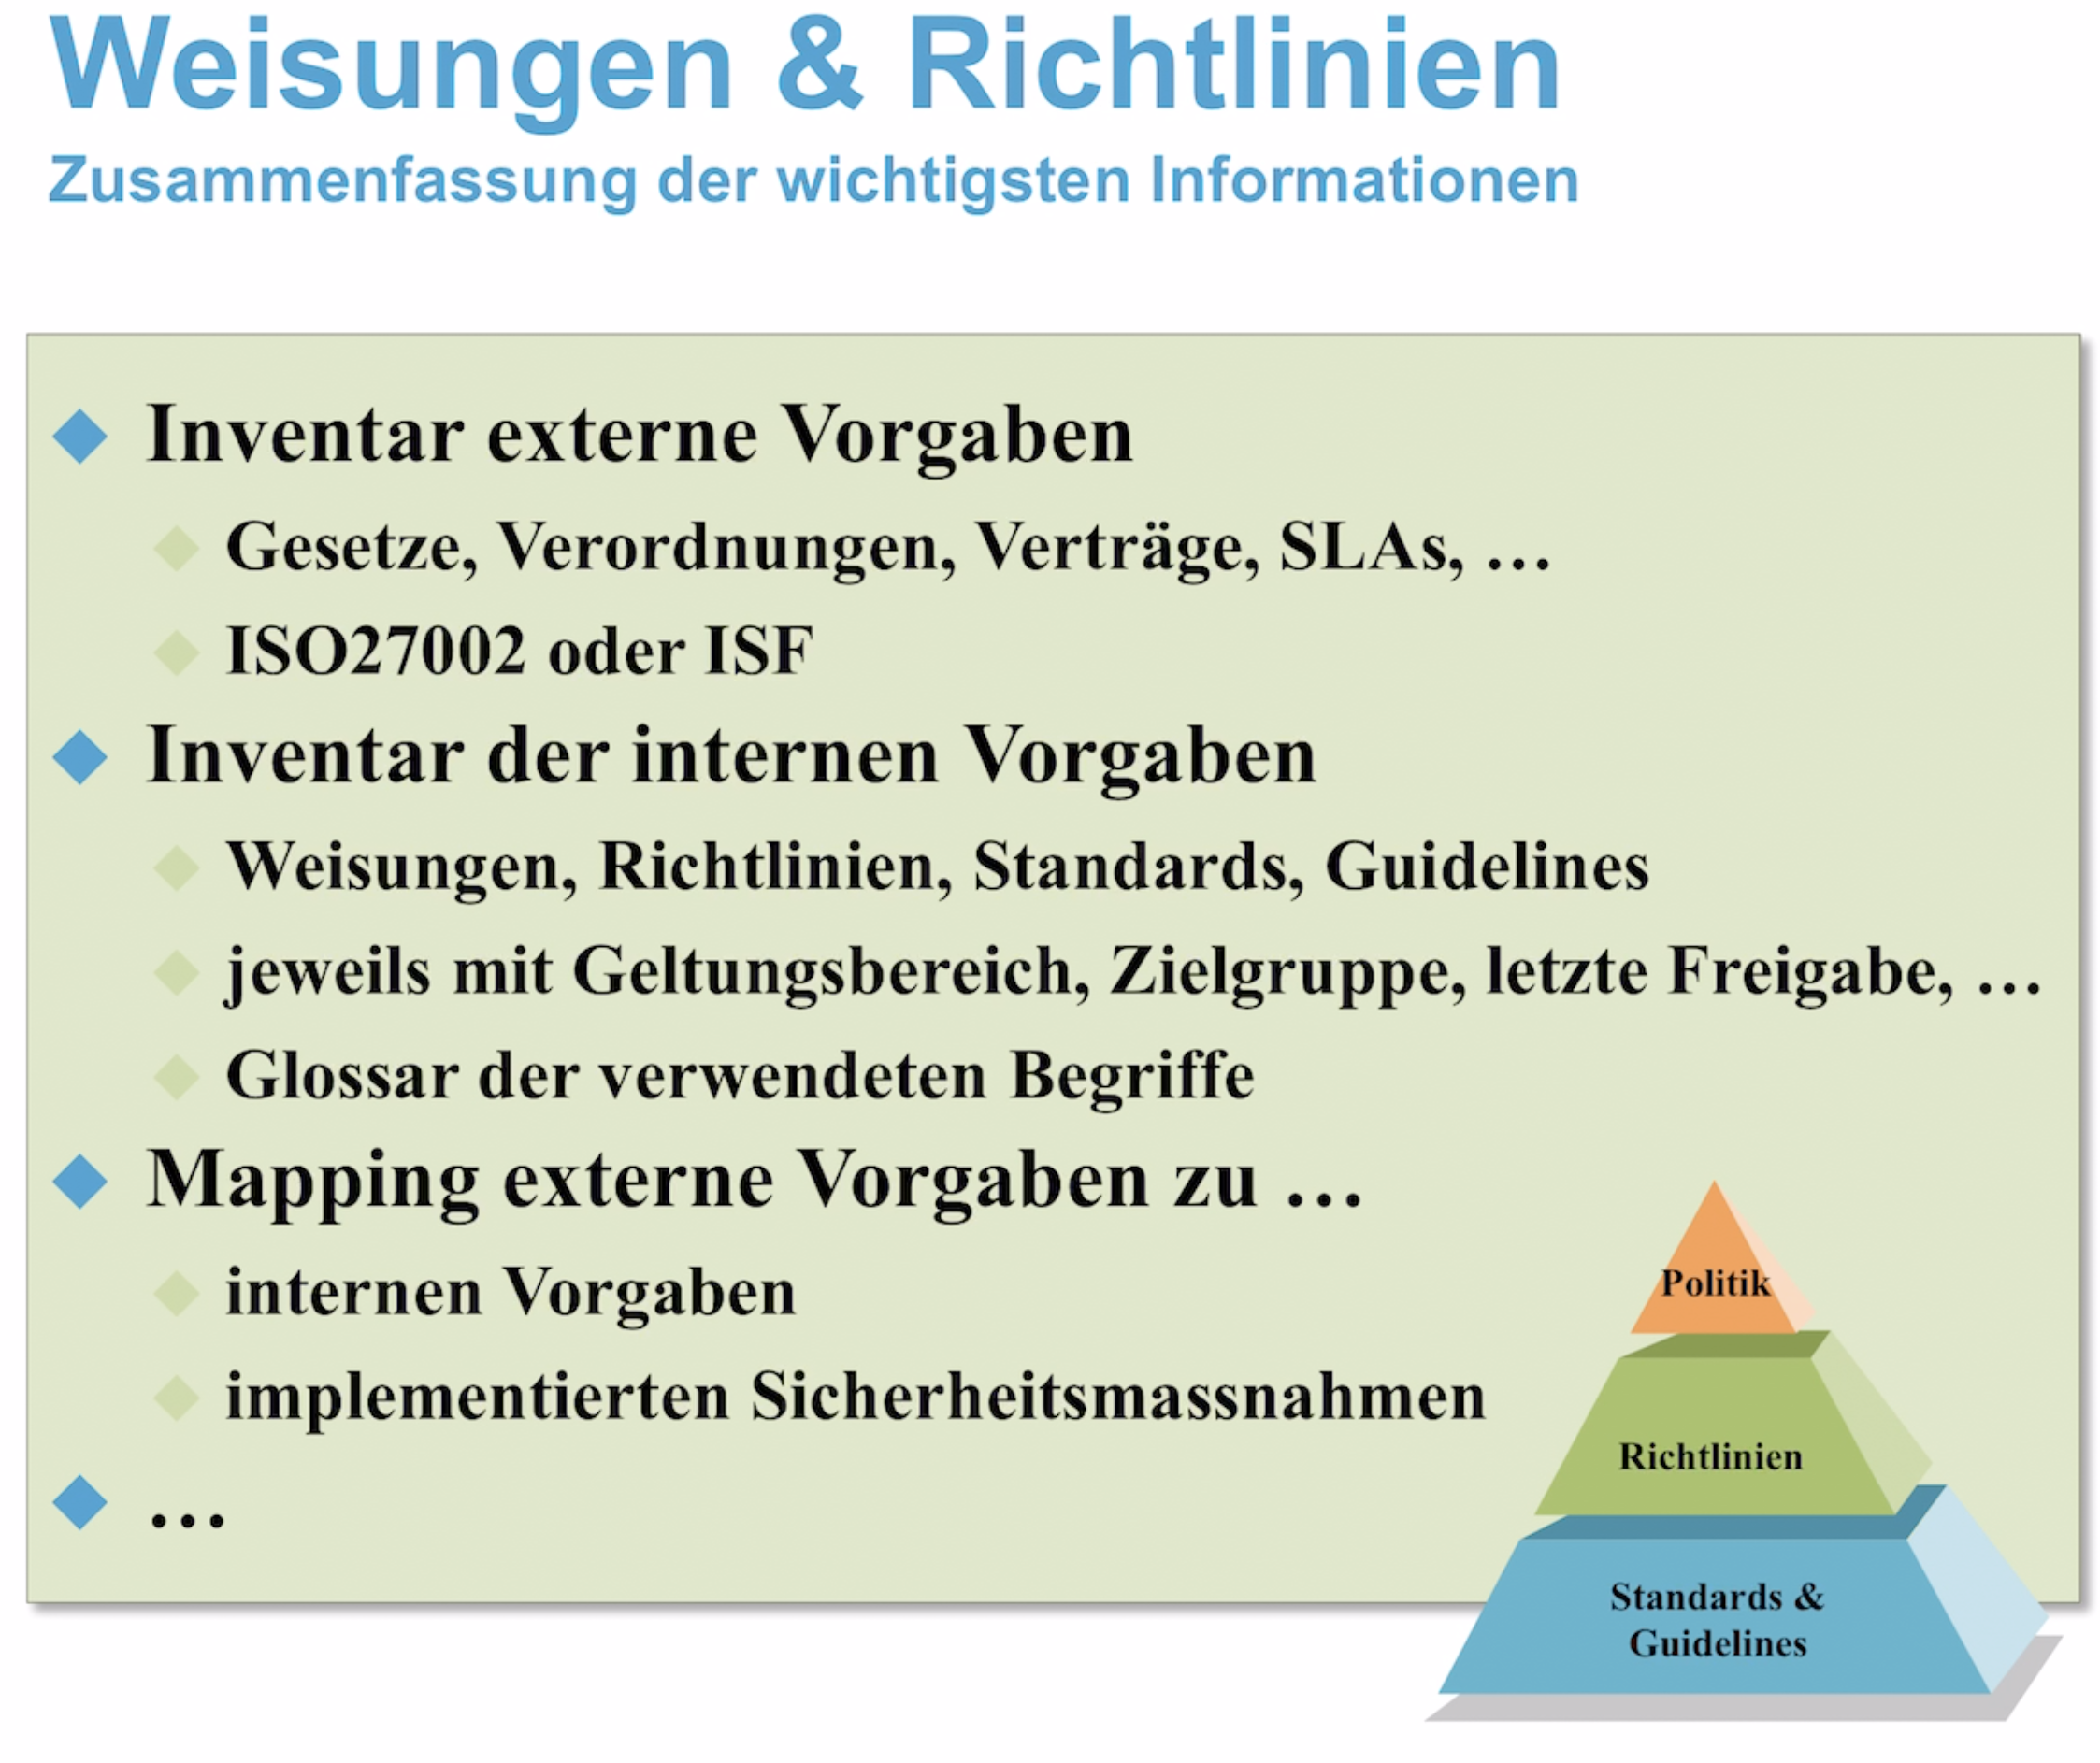 Weisungen & Richtlinien
Zusammenfassung der wichtigsten Informationen
Inventar externe Vorgaben
Gesetze, Verordnungen, Verträge, SLAs, …
ISO27002 oder ISF
Inventar der internen Vorgaben
Weisungen, Richtlinien, Standards, Guidelines
jeweils mit Geltungsbereich, Zielgruppe, letzte Freigabe, …
Glossar der verwendeten Begriffe
Mapping externe Vorgaben zu …
internen Vorgaben
implementierten Sicherheitsmassnahmen
…
Politik
Richtlinien
Standards &
Guidelines